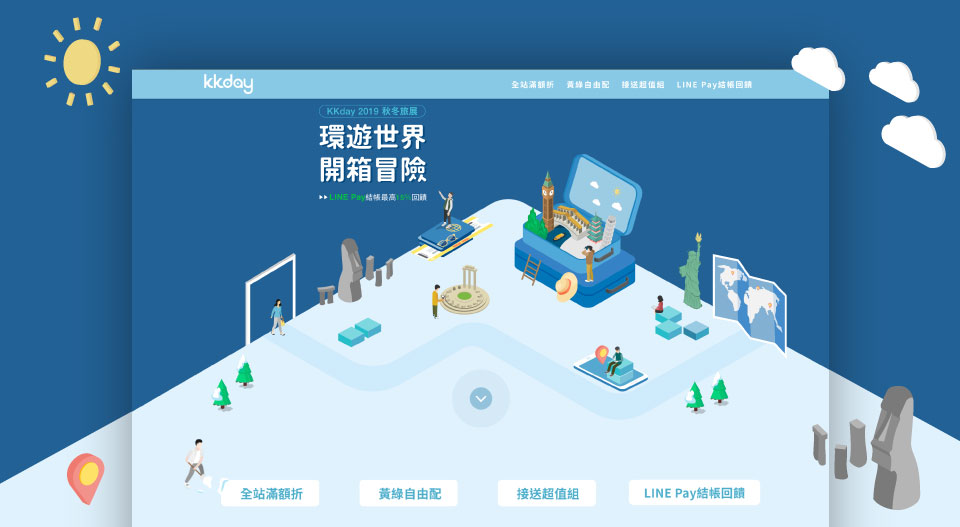 kkday
全站滿額折 黃綠自由配 接送超值組 LINE Pay結帳回饋
KKday 2019 秋冬旅展
環遊世界
開箱冒險
LINE Pay結帳最高15%回饋
全站滿額折 黃綠自由配 接送超值組 LINE Pay結帳回饋